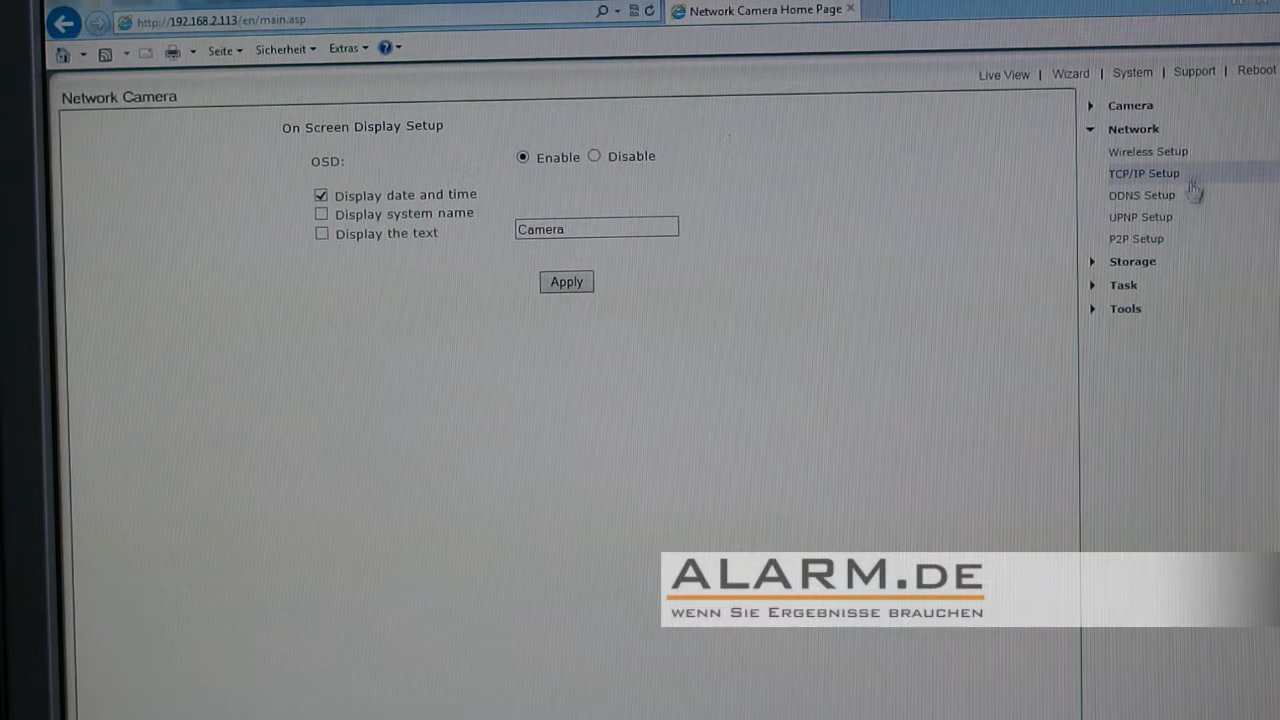 http://192.168.2.113/en/main.asp
Network Camera Home Page
Seite
Sicherheit
Extras
Live View | Wizard | System | Support | Reboot
Network Camera
On Screen Display Setup
OSD:
Enable
Disable
Display date and time
Display system name
Display the text
Camera
Apply
Camera
Network
Wireless Setup
TCP/IP Setup
DDNS Setup
UPNP Setup
P2P Setup
Storage
Task
Tools
ALARM.DE
WENN SIE ERGEBNISSE BRAUCHEN